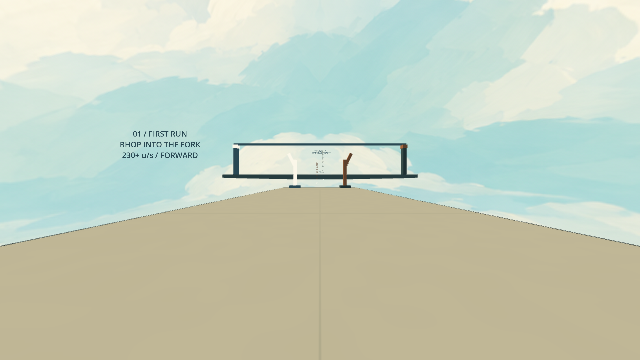 01 / FIRST RUN
BHOP INTO THE FORK
230+ u/s / FORWARD